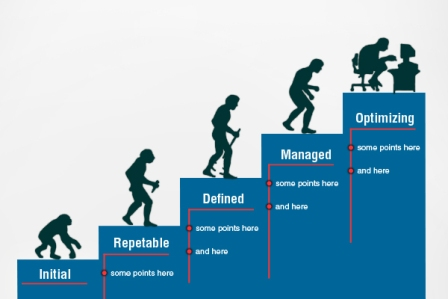 Initial
Repetable
some points here
Defined
some points here
and here
Managed
some points here
and here
Optimizing
some points here
and here